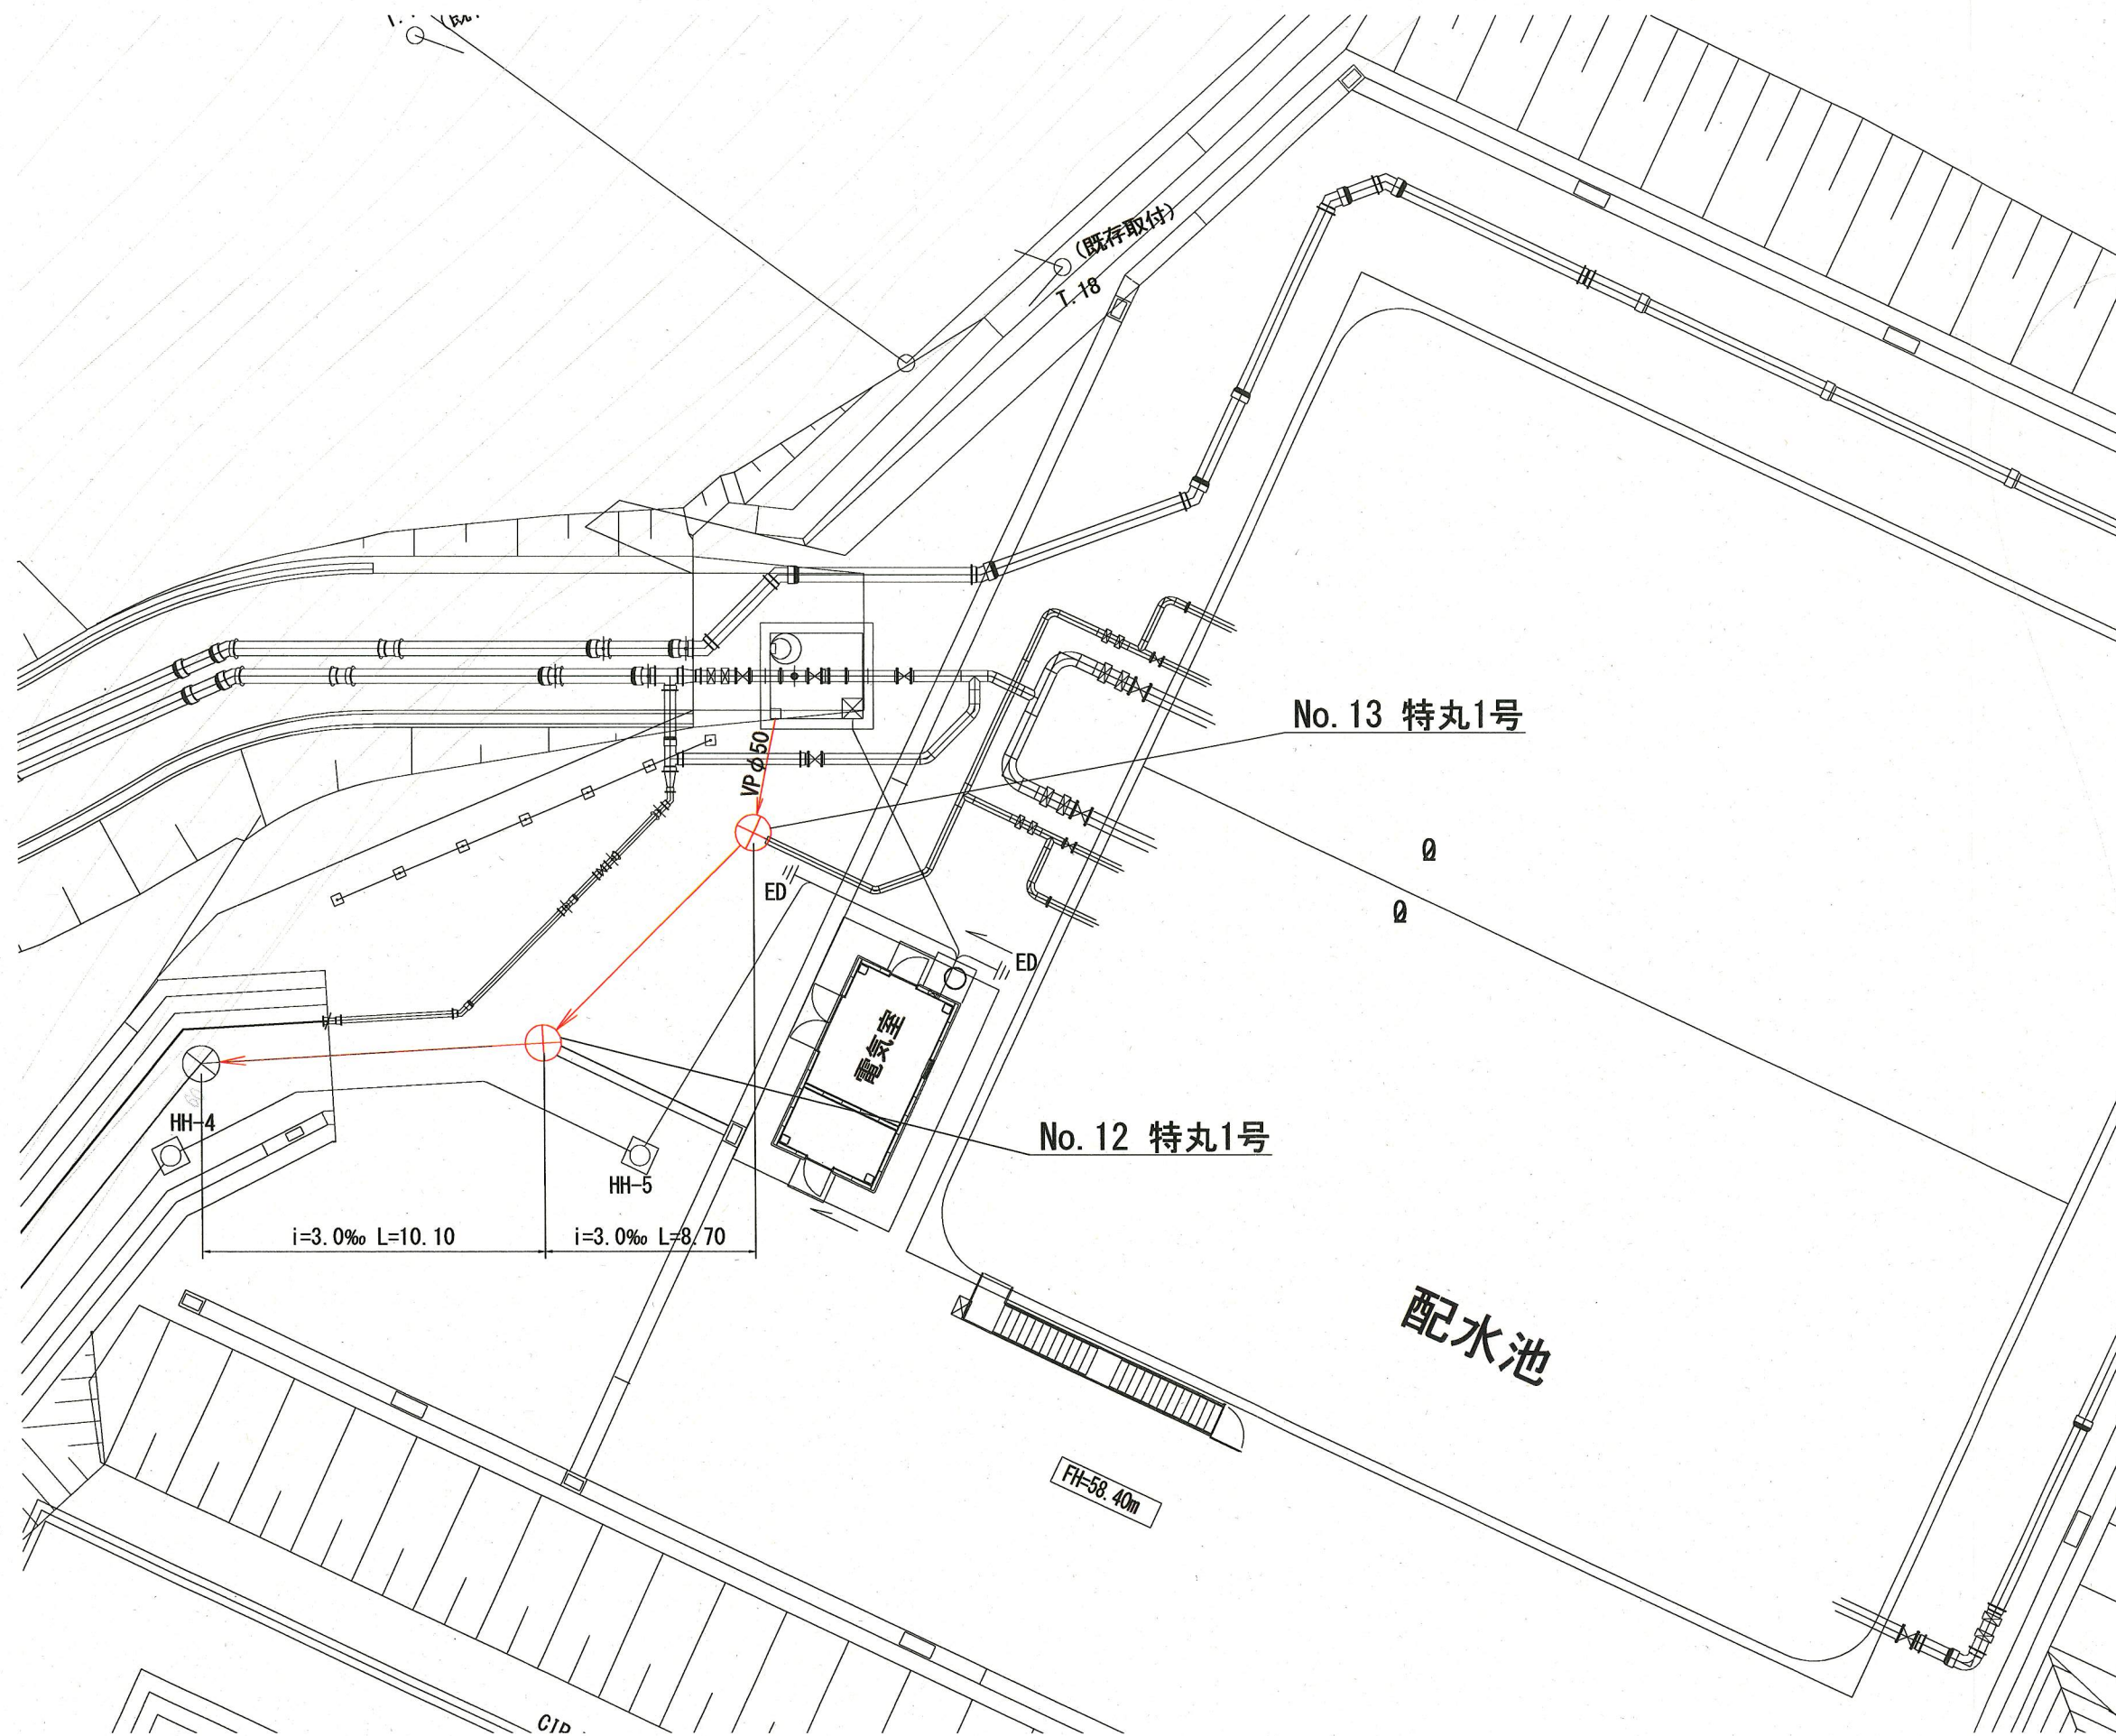 (既存取付)
T.18
No.13 特丸1号
VPφ50
ED
ED
電気室
HH-4
No.12 特丸1号
HH-5
i=3.0‰ L=10.10
i=3.0‰ L=8.70
配水池
FH=58.40m